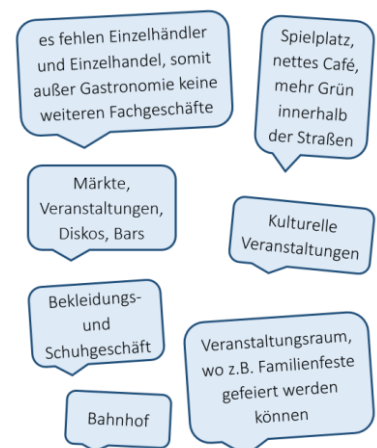 es fehlen Einzelhändler
und Einzelhandel, somit
außer Gastronomie keine
weiteren Fachgeschäfte
Spielplatz,
nettes Café,
mehr Grün
innerhalb
der Straßen
Märkte,
Veranstaltungen,
Diskos, Bars
Kulturelle
Veranstaltungen
Bekleidungs-
und
Schuhgeschäft
Veranstaltungsraum,
wo z.B. Familienfeste
gefeiert werden
können
Bahnhof